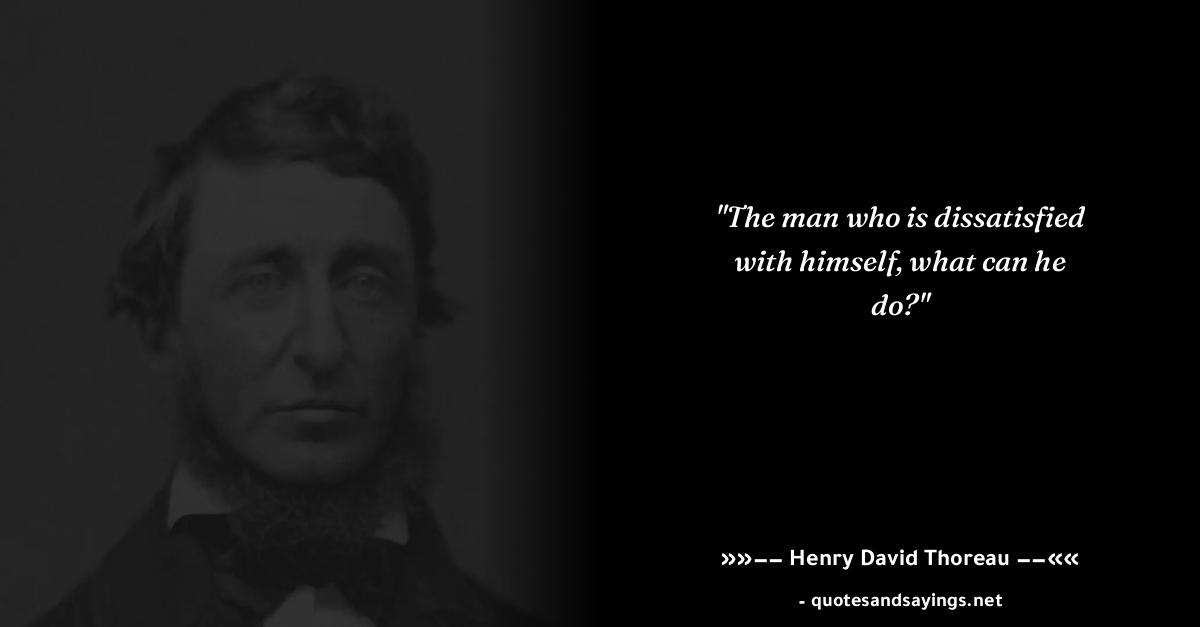 "The man who is dissatisfied
with himself, what can he
do?"
»»−− Henry David Thoreau −−««
- quotesandsayings.net